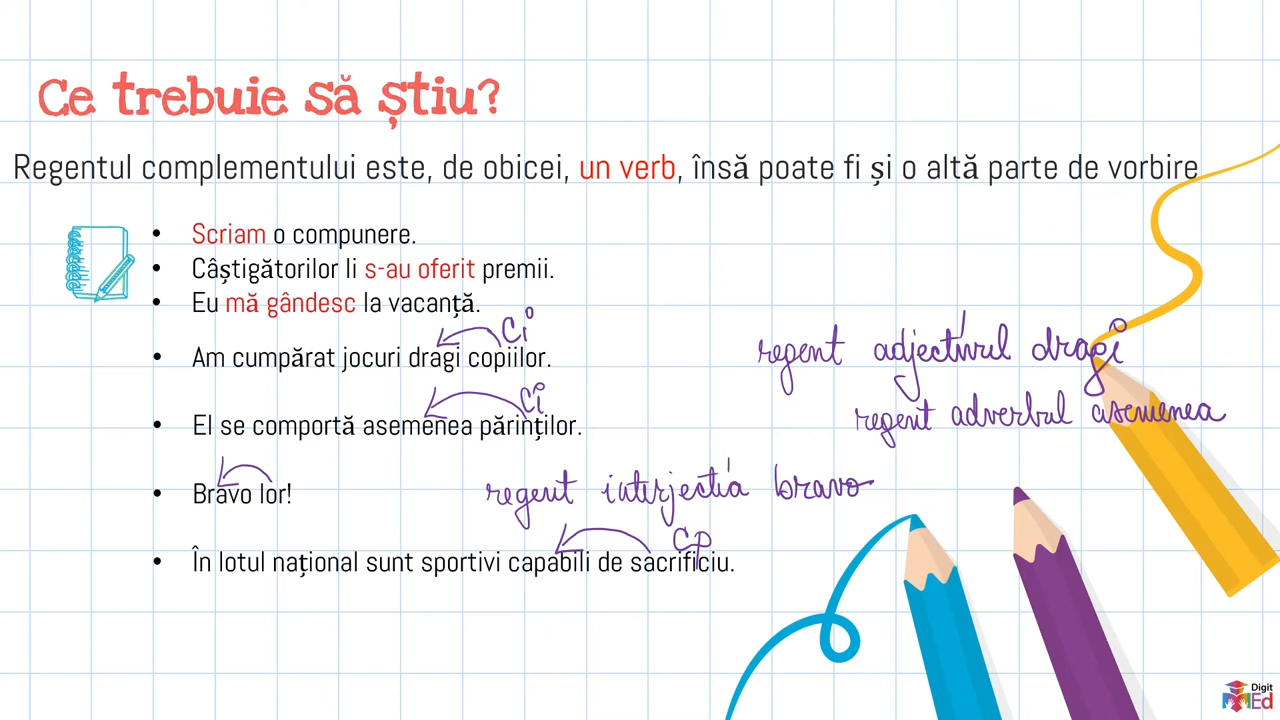 Ce trebuie să știu?
Regentul complementului este, de obicei, un verb, însă poate fi și o altă parte de vorbire
• Scriam o compunere.
• Câștigătorilor li s-au oferit premii.
• Eu mă gândesc la vacanță.
Ci
• Am cumpărat jocuri dragi copiilor.
regent adjectivul dragi
Ci
• El se comportă asemenea părinților.
regent adverbul asemenea
• Bravo lor!
regent interjectia bravo
Cp
• În lotul național sunt sportivi capabili de sacrificiu.
Digit
Ed